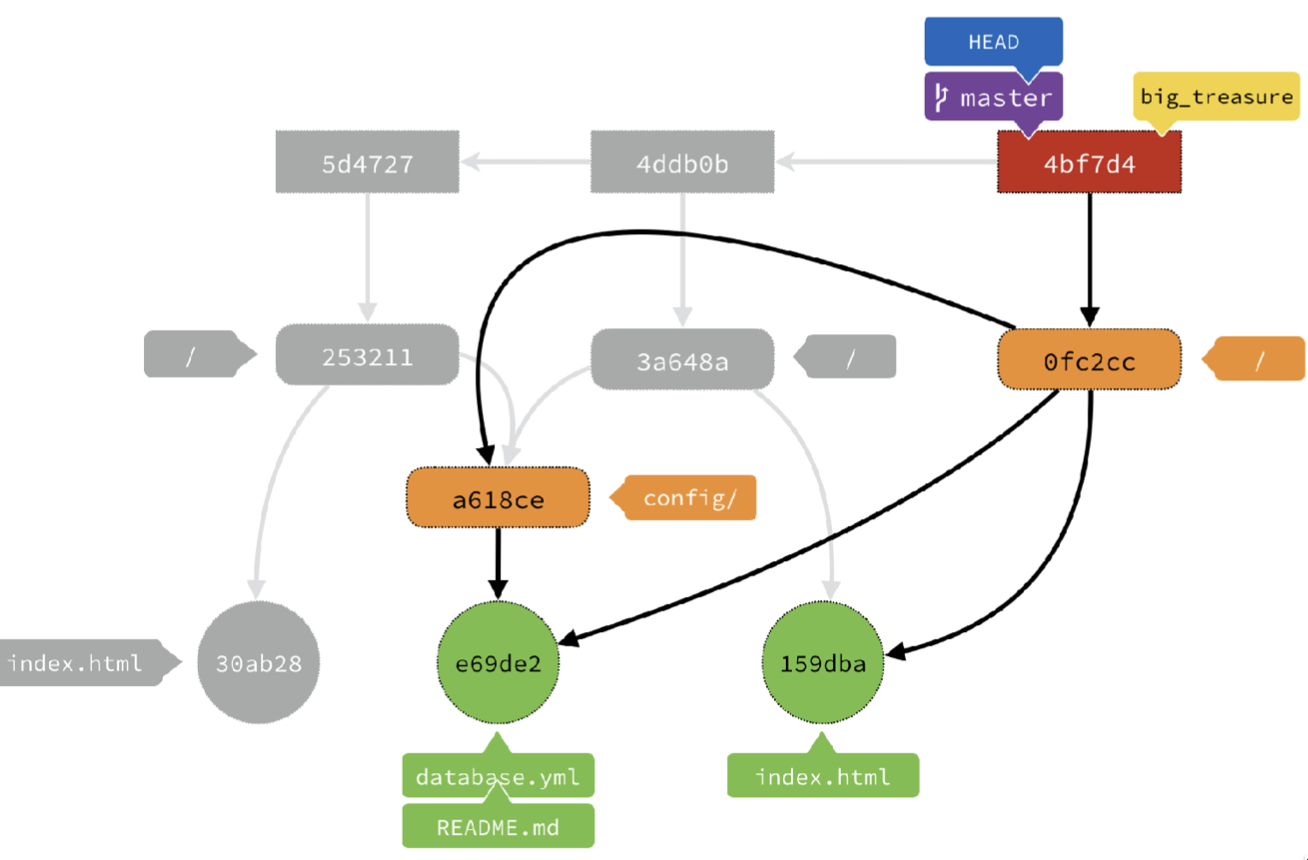 HEAD
master
big_treasure
5d4727
4ddb0b
4bf7d4
/
253211
3a648a
/
0fc2cc
/
a618ce
config/
index.html
30ab28
e69de2
159dba
database.yml
index.html
README.md